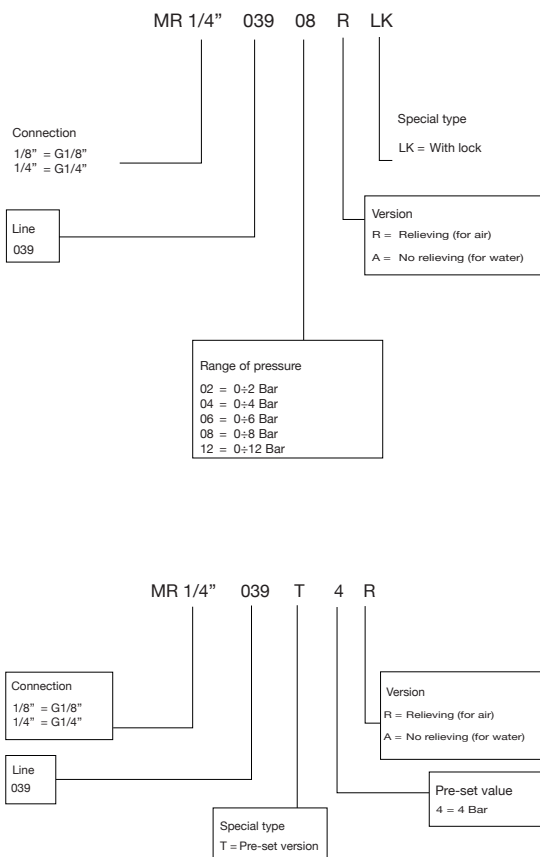 MR 1/4” 039 08 R LK
Special type
LK = With lock
Connection
1/8” = G1/8”
1/4” = G1/4”
Version
R = Relieving (for air)
A = No relieving (for water)
Line
039
Range of pressure
02 = 0÷2 Bar
04 = 0÷4 Bar
06 = 0÷6 Bar
08 = 0÷8 Bar
12 = 0÷12 Bar
MR 1/4” 039 T 4 R
Connection
1/8” = G1/8”
1/4” = G1/4”
Version
R = Relieving (for air)
A = No relieving (for water)
Line
039
Pre-set value
4 = 4 Bar
Special type
T = Pre-set version